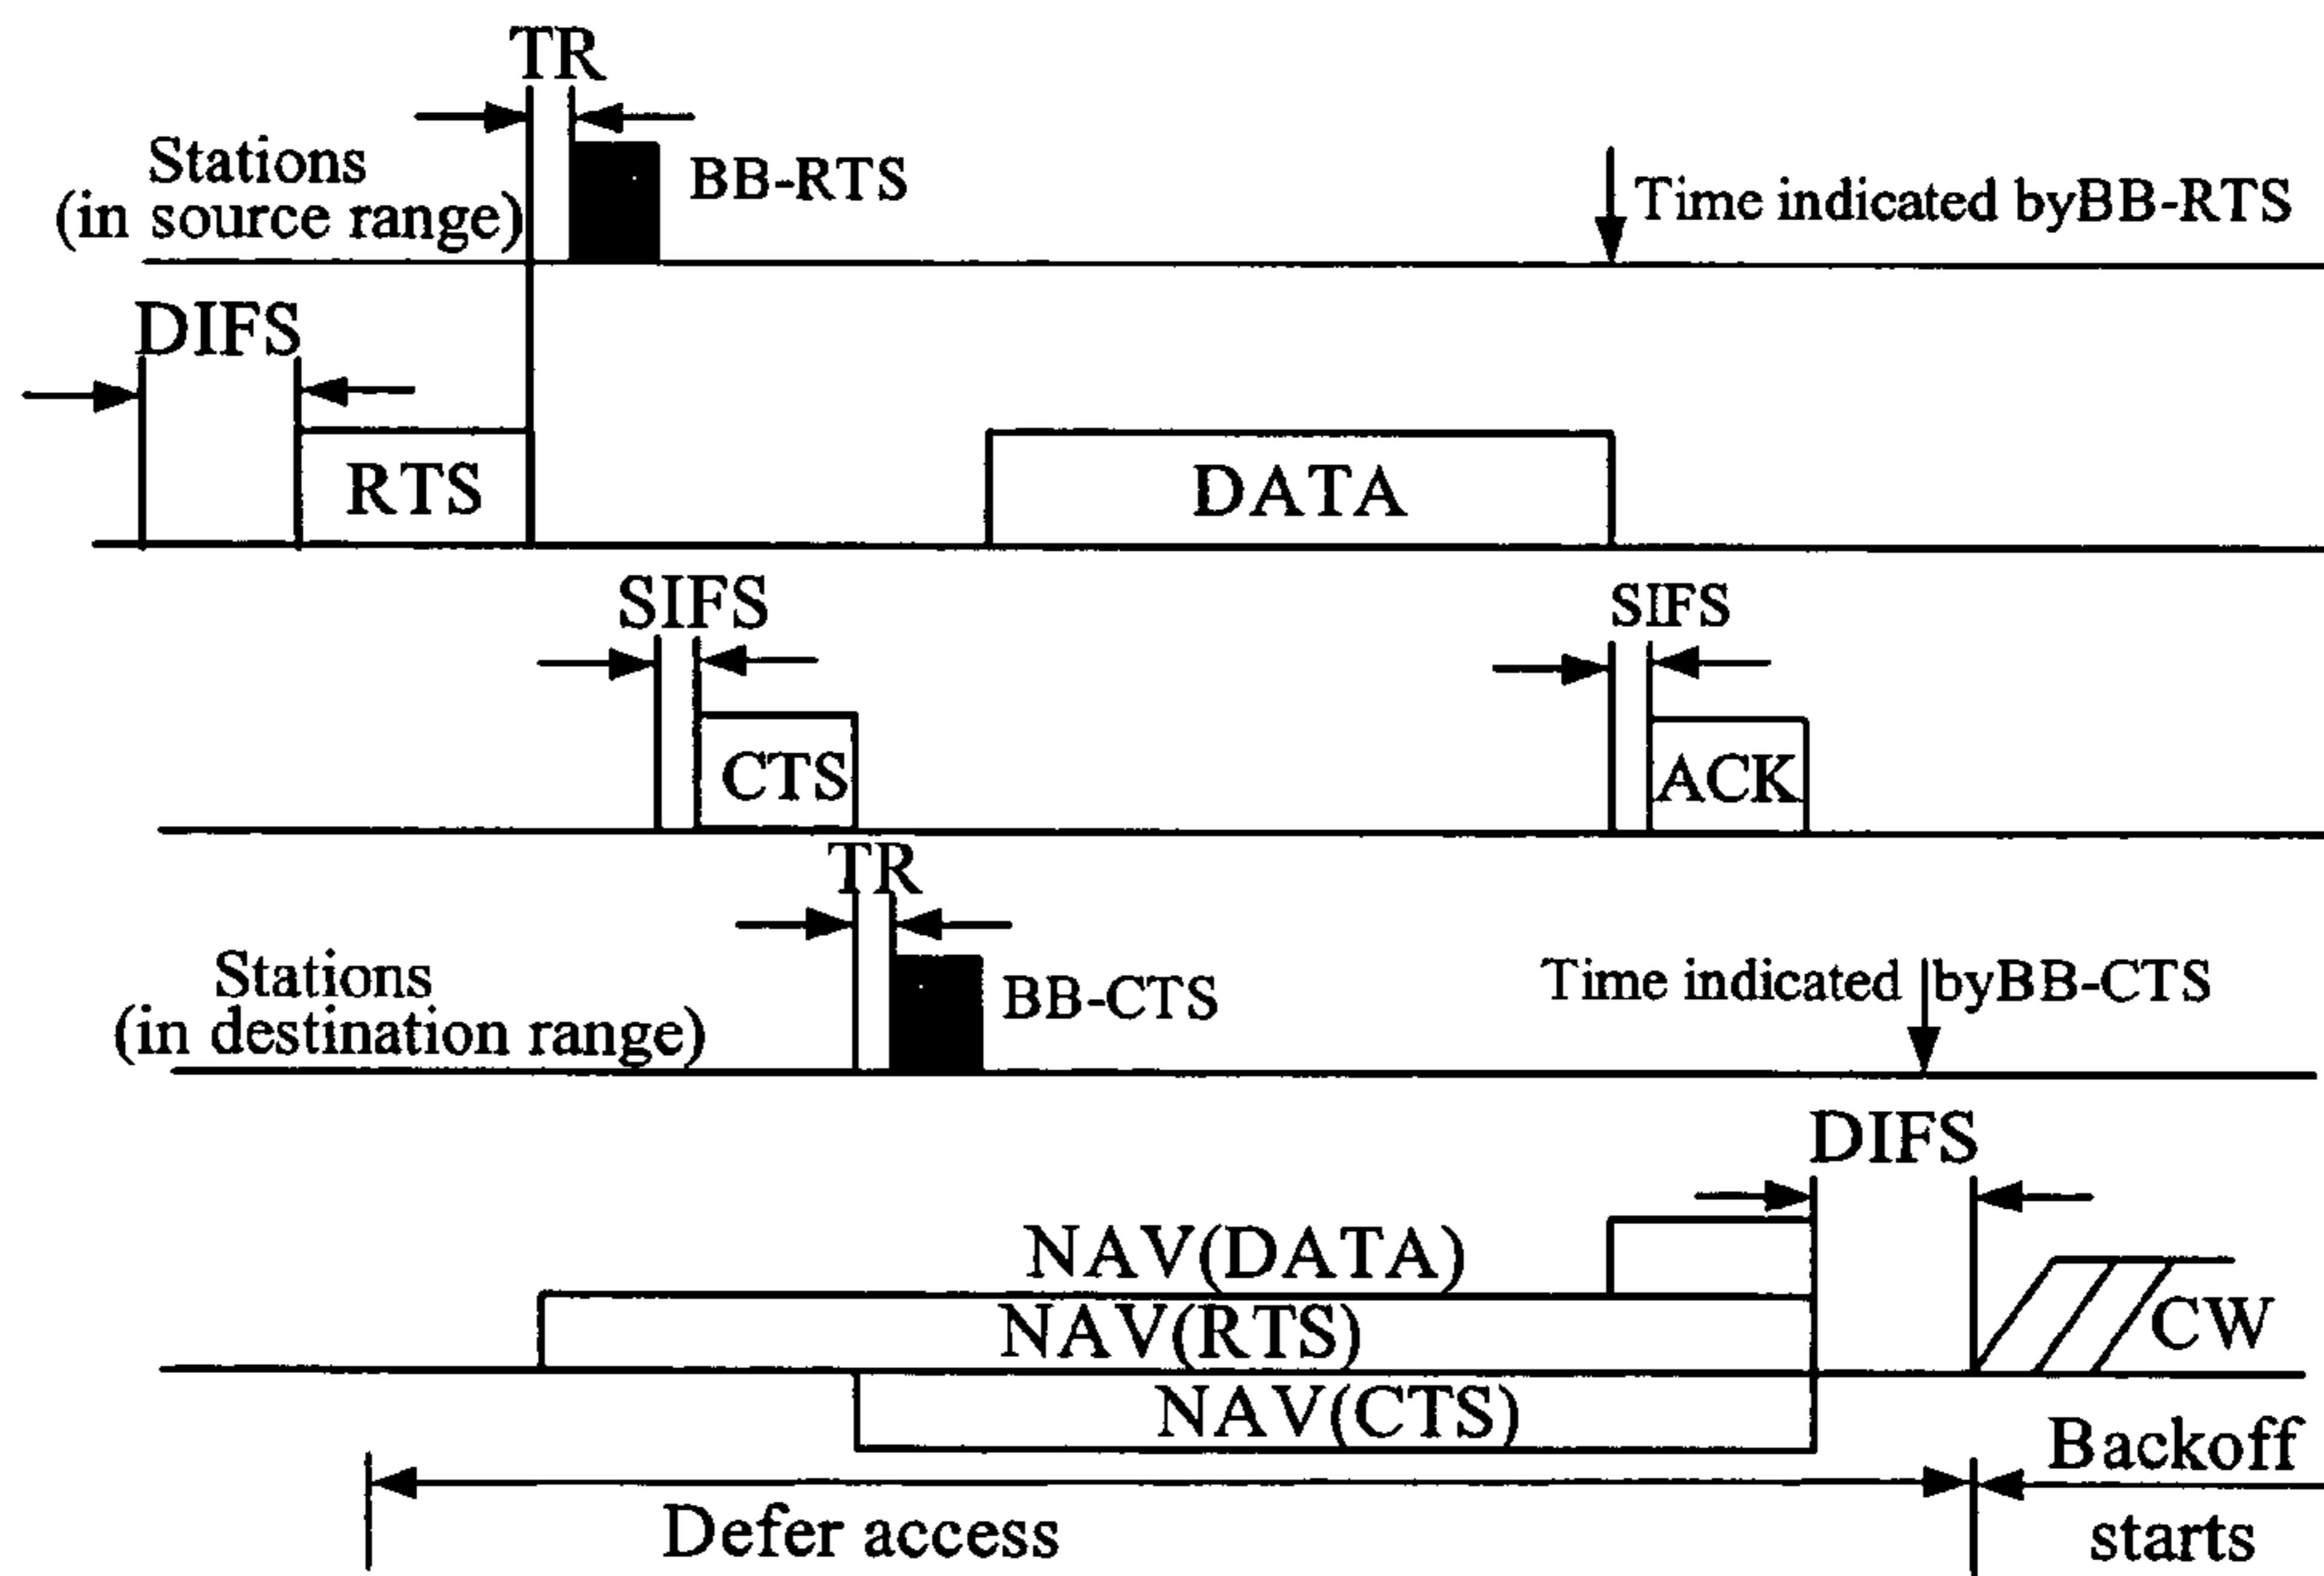 TR
Stations
(in source range)
BB-RTS
Time indicated byBB-RTS
DIFS
RTS
DATA
SIFS
SIFS
CTS
ACK
TR
Stations
(in destination range)
BB-CTS
Time indicated byBB-CTS
DIFS
NAV(DATA)
NAV(RTS)
CW
NAV(CTS)
Backoff
Defer access
starts